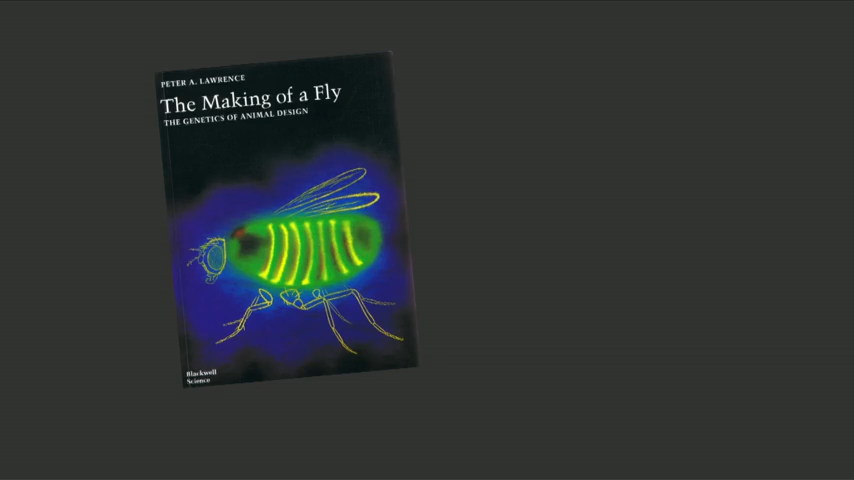 PETER A. LAWRENCE
The Making of a Fly
THE GENETICS OF ANIMAL DESIGN
Blackwell
Science